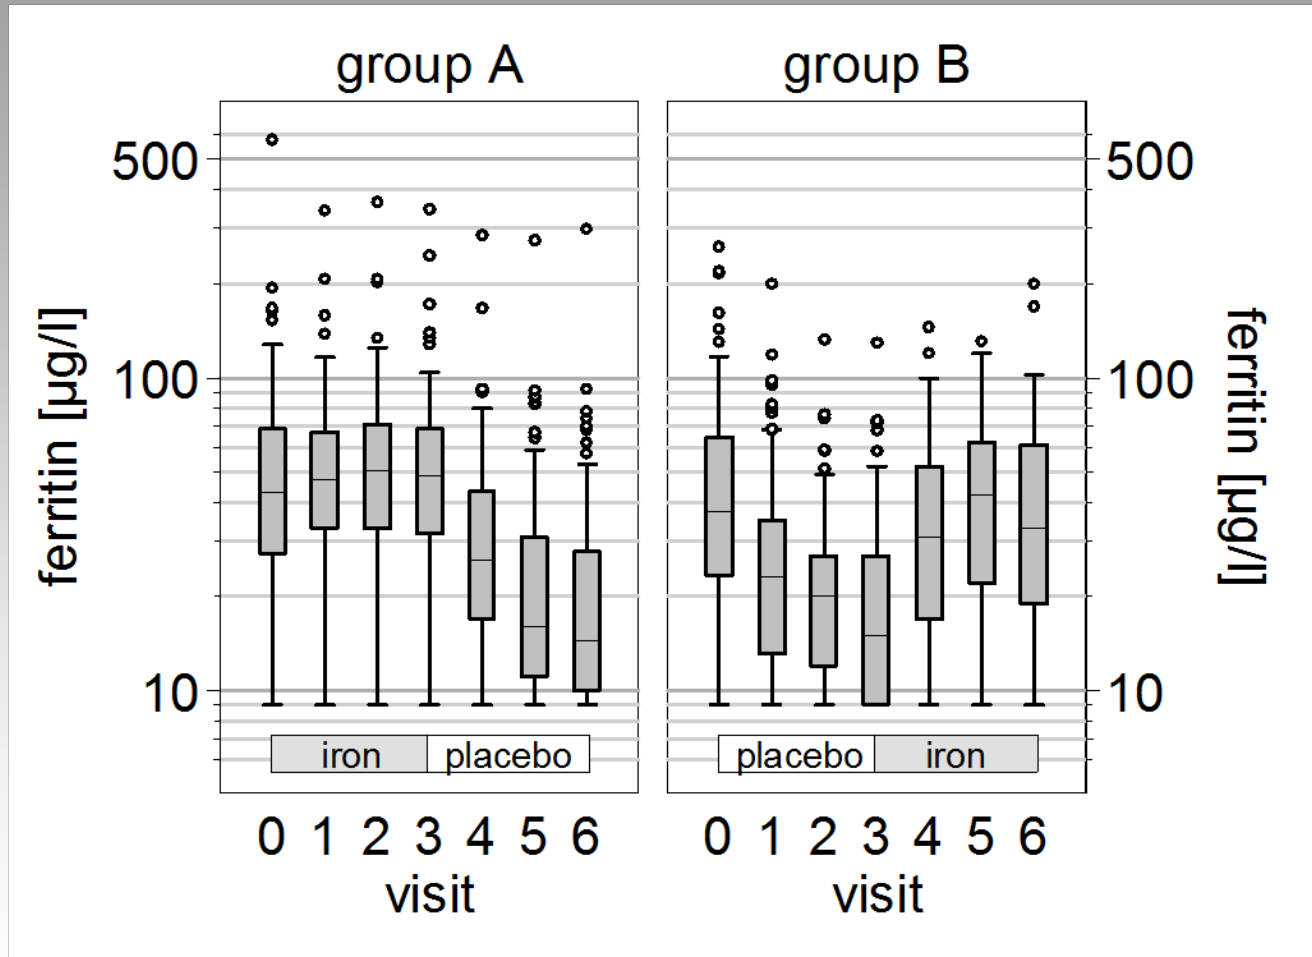 group A
group B
500
100
10
500
100
10
ferritin [µg/l]
ferritin [µg/l]
iron
placebo
placebo
iron
0 1 2 3 4 5 6
0 1 2 3 4 5 6
visit
visit